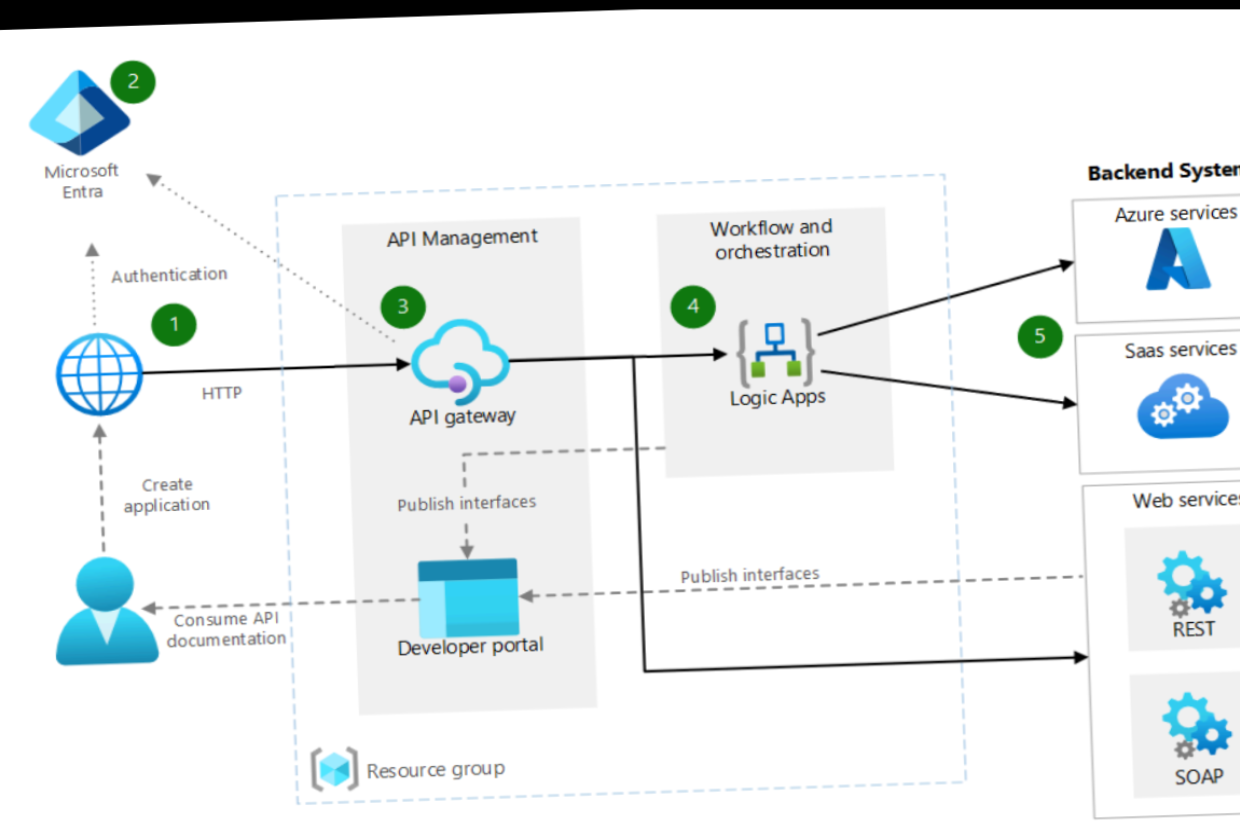 2
Microsoft
Entra
Authentication
1
HTTP
Create
application
Consume API
documentation
API Management
3
API gateway
Publish interfaces
Developer portal
Workflow and
orchestration
4
Logic Apps
Publish interfaces
Resource group
5
Backend System
Azure services
Saas services
Web services
REST
SOAP